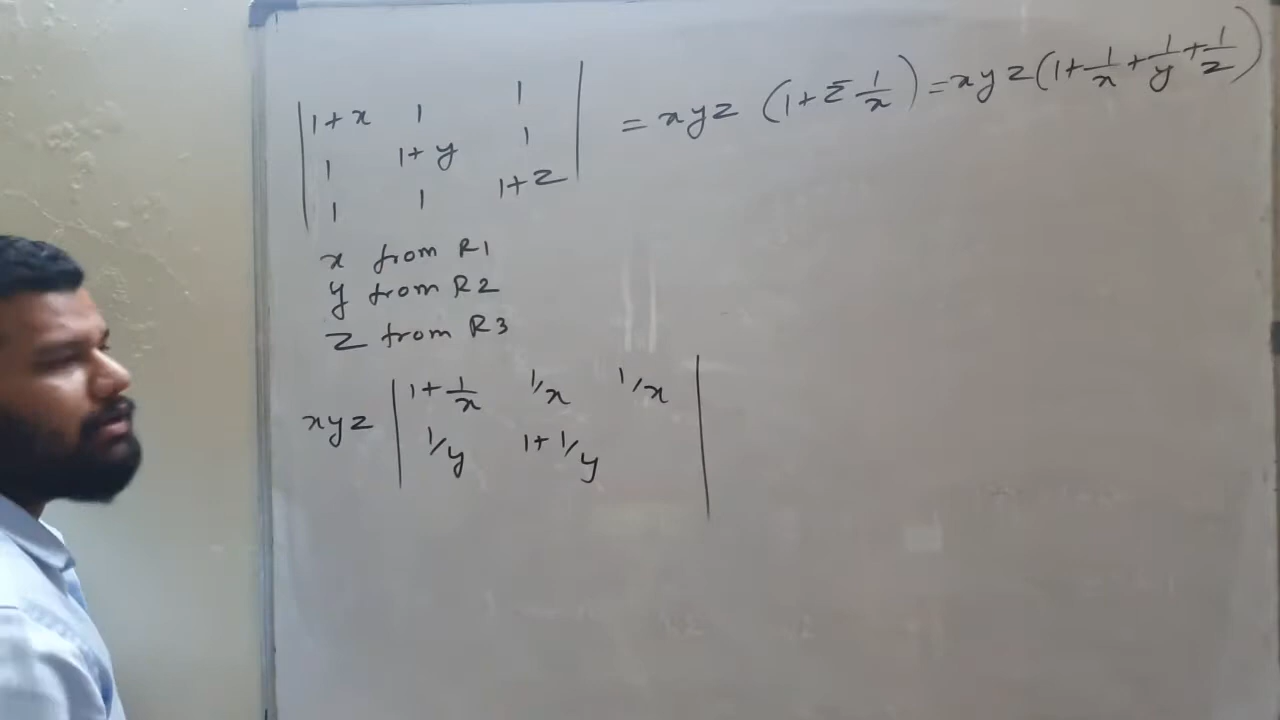 |1+x 1 1|
|1 1+y 1| = xyz (1+Σ 1/x) = xyz(1+1/x+1/y+1/z)
|1 1 1+z|
x from R1
y from R2
z from R3
xyz |1+1/x 1/x 1/x|
|1/y 1+1/y |